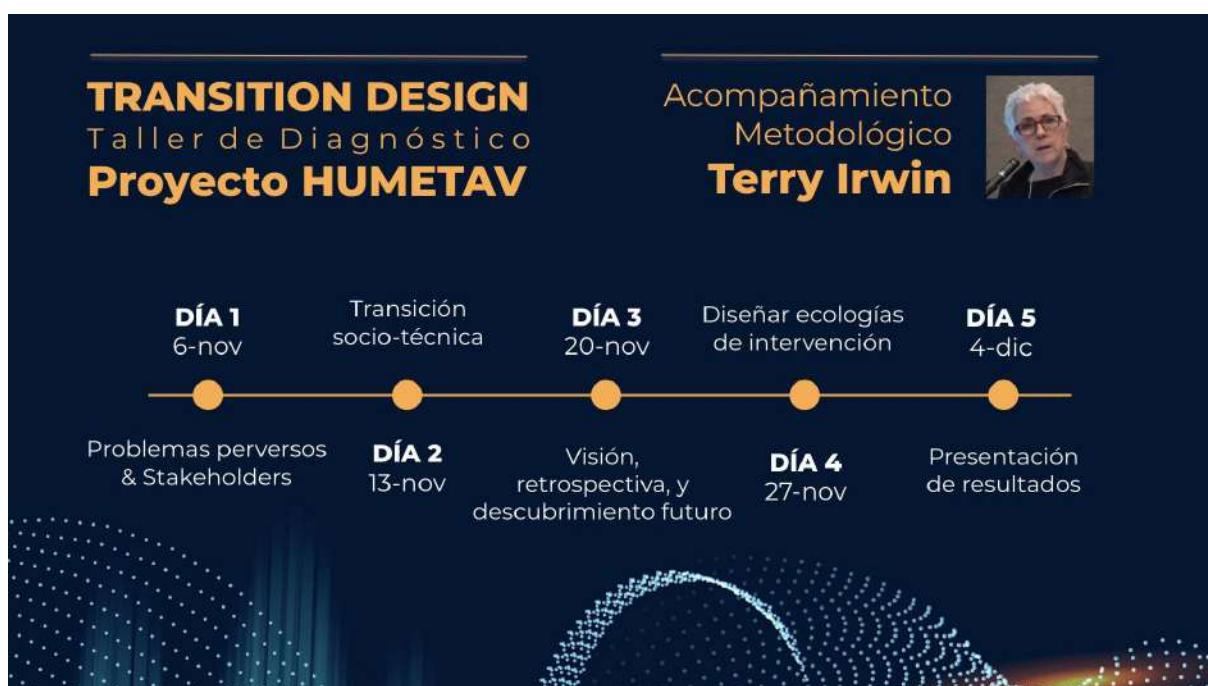 TRANSITION DESIGN
Taller de Diagnóstico
Proyecto HUMETAV
Acompañamiento
Metodológico
Terry Irwin
DÍA 1
6-nov
Problemas perversos
& Stakeholders
Transición
socio-técnica
DÍA 2
13-nov
DÍA 3
20-nov
Visión,
retrospectiva, y
descubrimiento futuro
Diseñar ecologías
de intervención
DÍA 4
27-nov
DÍA 5
4-dic
Presentación
de resultados